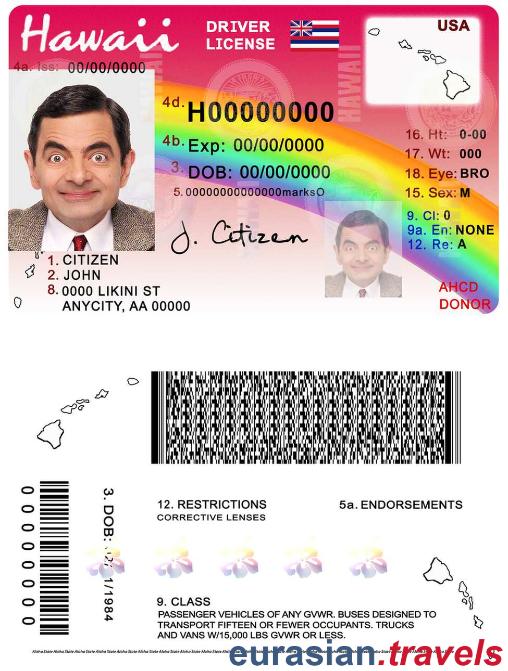 Hawaii
DRIVER
LICENSE
USA
4a. Iss: 00/00/0000
4d. H00000000
4b. Exp: 00/00/0000
3. DOB: 00/00/0000
5. 00000000000000marksO
16. Ht: 0-00
17. Wt: 000
18. Eye: BRO
15. Sex: M
9. Cl: 0
9a. En: NONE
12. Re: A
J. Citizen
1. CITIZEN
2. JOHN
8. 0000 LIKINI ST
ANYCITY, AA 00000
AHCD
DONOR
00000000
3. DOB: 1/1984
12. RESTRICTIONS
CORRECTIVE LENSES
5a. ENDORSEMENTS
9. CLASS
PASSENGER VEHICLES OF ANY GVWR. BUSES DESIGNED TO
TRANSPORT FIFTEEN OR FEWER OCCUPANTS. TRUCKS
AND VANS W/15,000 LBS GVWR OR LESS.
eurasian.travels